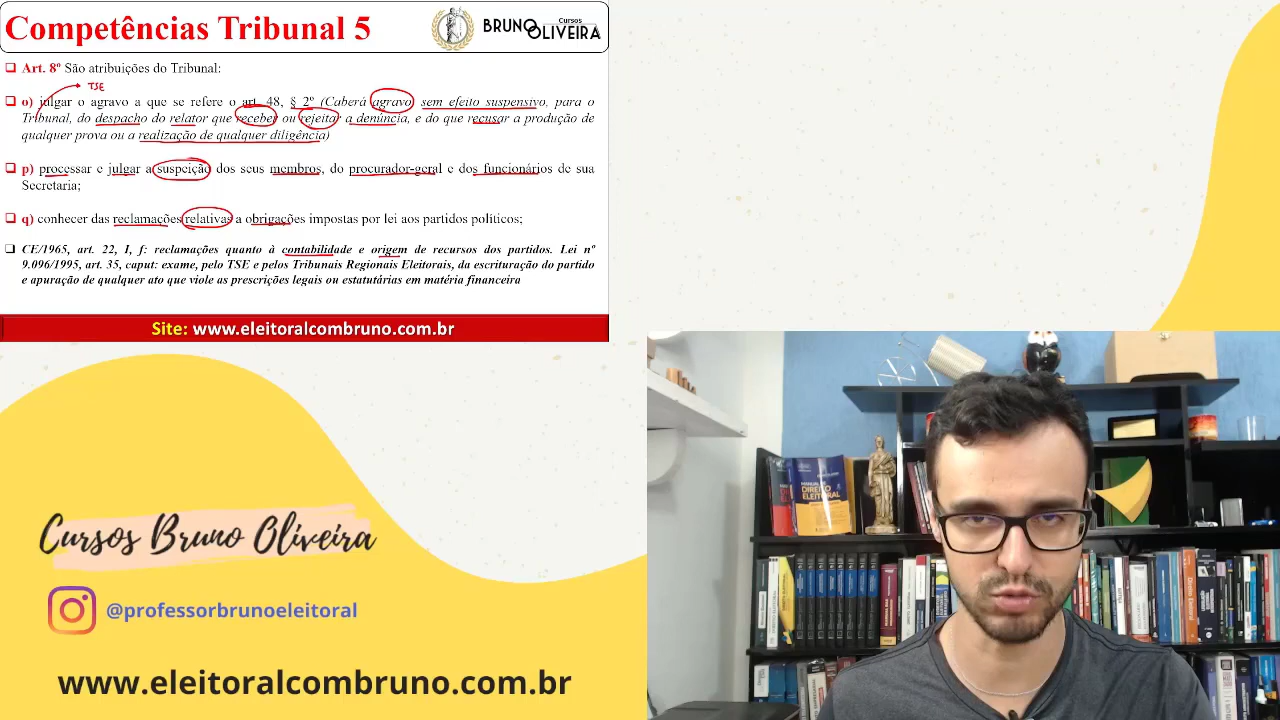 Competências Tribunal 5
Cursos
BRUNO
OLIVEIRA
Art. 8º São atribuições do Tribunal:
TSE
o) julgar o agravo a que se refere o art. 48, § 2º (Caberá agravo sem efeito suspensivo, para o
Tribunal, do despacho do relator que receber ou rejeitar a denúncia, e do que recusar a produção de
qualquer prova ou a realização de qualquer diligência)
p) processar e julgar a suspeição dos seus membros, do procurador-geral e dos funcionários de sua
Secretaria;
q) conhecer das reclamações relativas a obrigações impostas por lei aos partidos políticos;
CE/1965, art. 22, I, f: reclamações quanto à contabilidade e origem de recursos dos partidos. Lei nº
9.096/1995, art. 35, caput: exame, pelo TSE e pelos Tribunais Regionais Eleitorais, da escrituração do partido
e apuração de qualquer ato que viole as prescrições legais ou estatutárias em matéria financeira
Site: www.eleitoralcombruno.com.br
MANUAL DE
DIREITO
ELEITORAL
Cursos Bruno Oliveira
@professorbrunoeleitoral
www.eleitoralcombruno.com.br